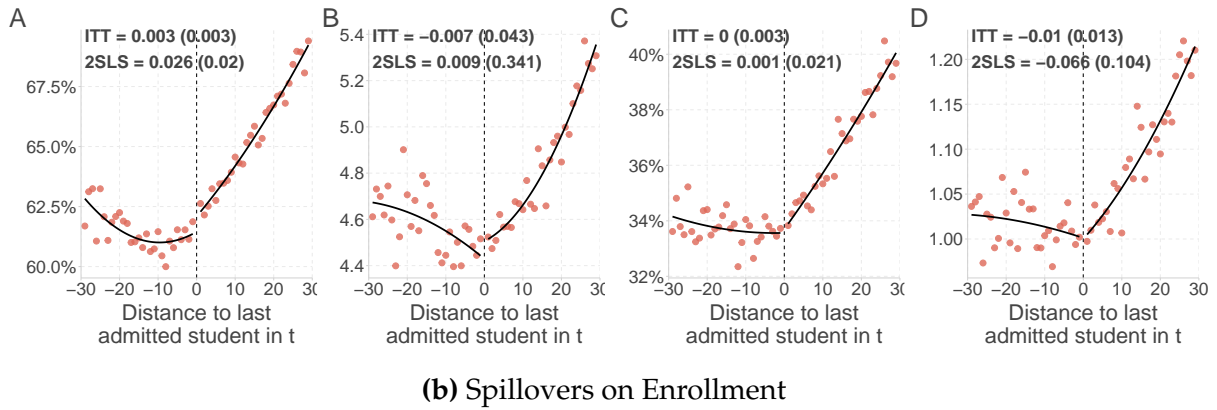 A
ITT = 0.003 (0.003)
2SLS = 0.026 (0.02)
67.5%
65.0%
62.5%
60.0%
−30 −20 −10 0 10 20 30
Distance to last
admitted student in t
B
ITT = −0.007 (0.043)
2SLS = 0.009 (0.341)
5.4
5.2
5.0
4.8
4.6
4.4
−30 −20 −10 0 10 20 30
Distance to last
admitted student in t
C
ITT = 0 (0.003)
2SLS = 0.001 (0.021)
40%
38%
36%
34%
32%
−30 −20 −10 0 10 20 30
Distance to last
admitted student in t
D
ITT = −0.01 (0.013)
2SLS = −0.066 (0.104)
1.20
1.15
1.10
1.05
1.00
−30 −20 −10 0 10 20 30
Distance to last
admitted student in t
(b) Spillovers on Enrollment